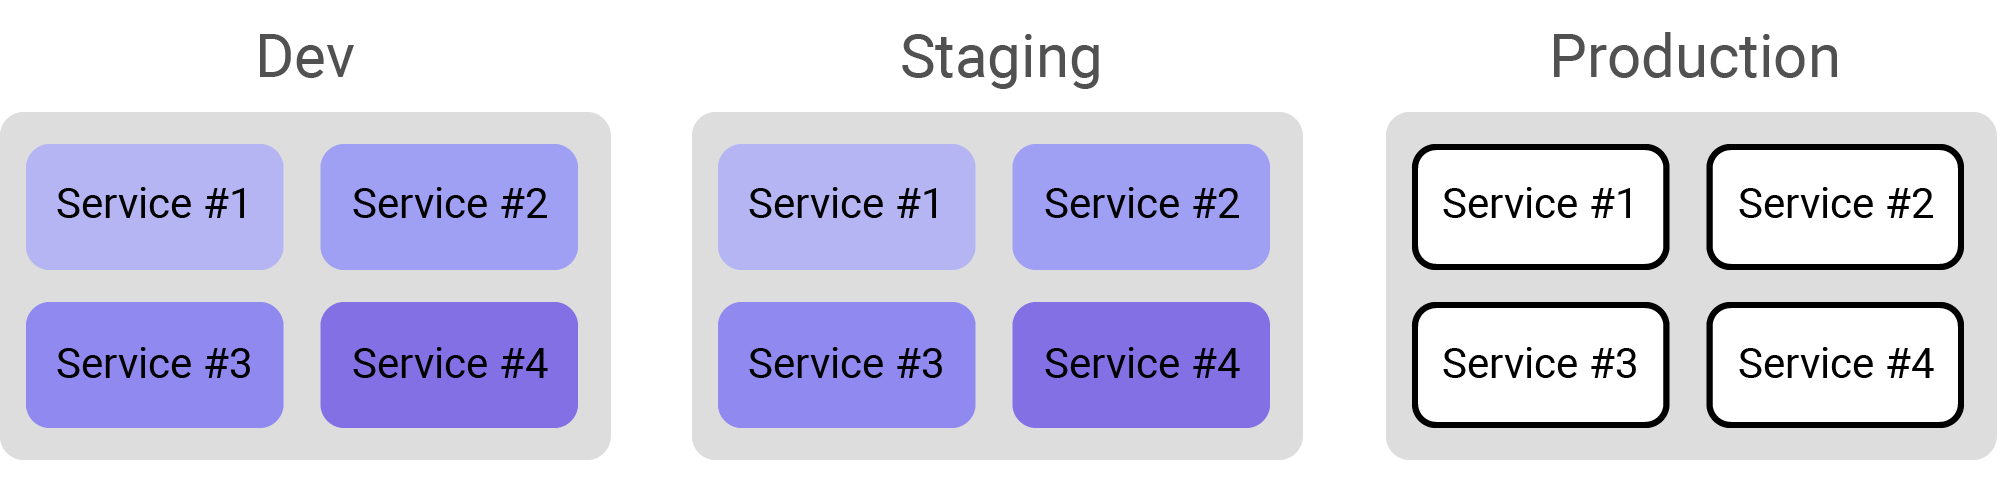 Dev
Service #1
Service #2
Service #3
Service #4
Staging
Service #1
Service #2
Service #3
Service #4
Production
Service #1
Service #2
Service #3
Service #4